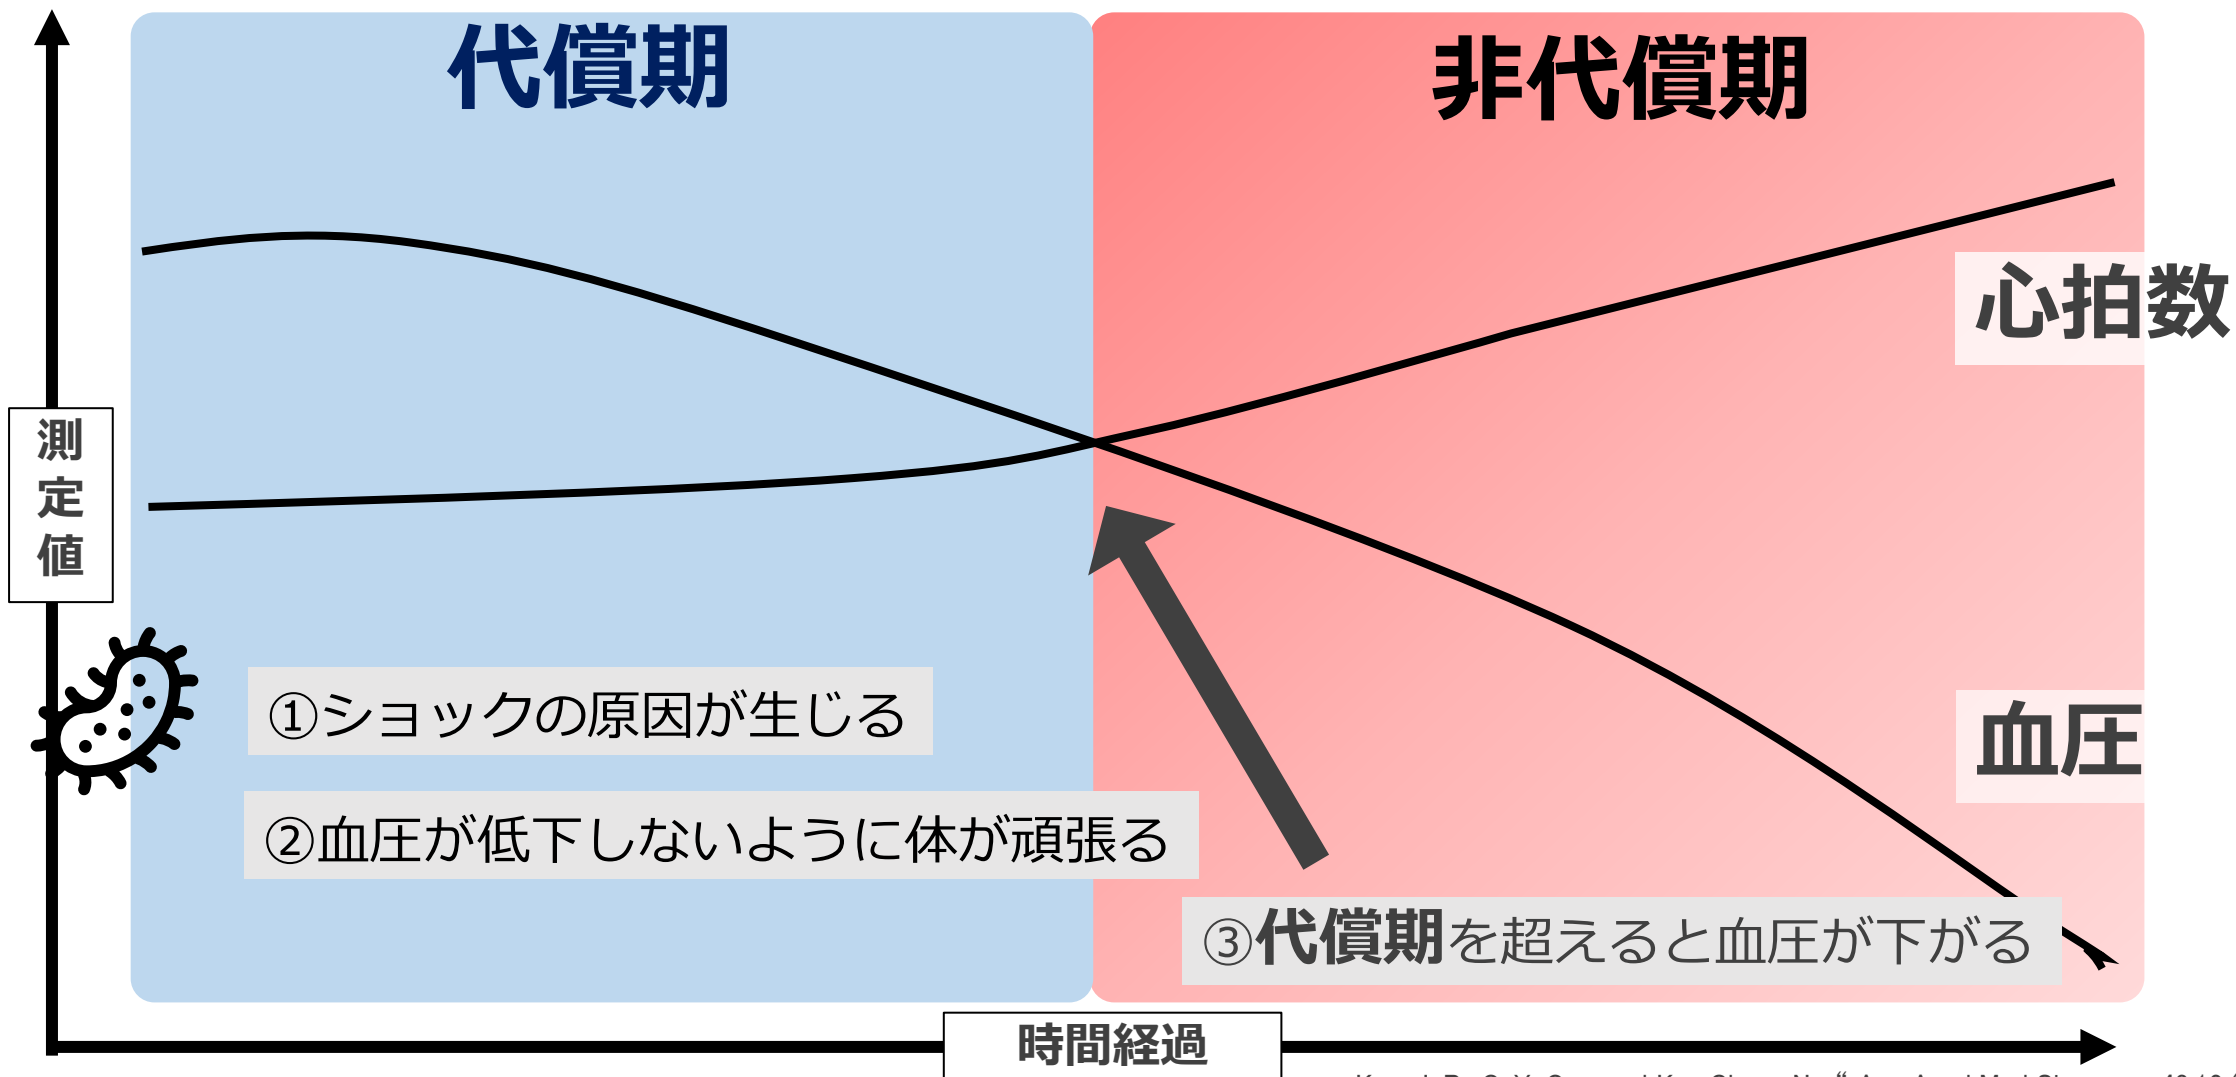 代償期
非代償期
心拍数
測定値
①ショックの原因が生じる
血圧
②血圧が低下しないように体が頑張る
③代償期を超えると血圧が下がる
時間経過